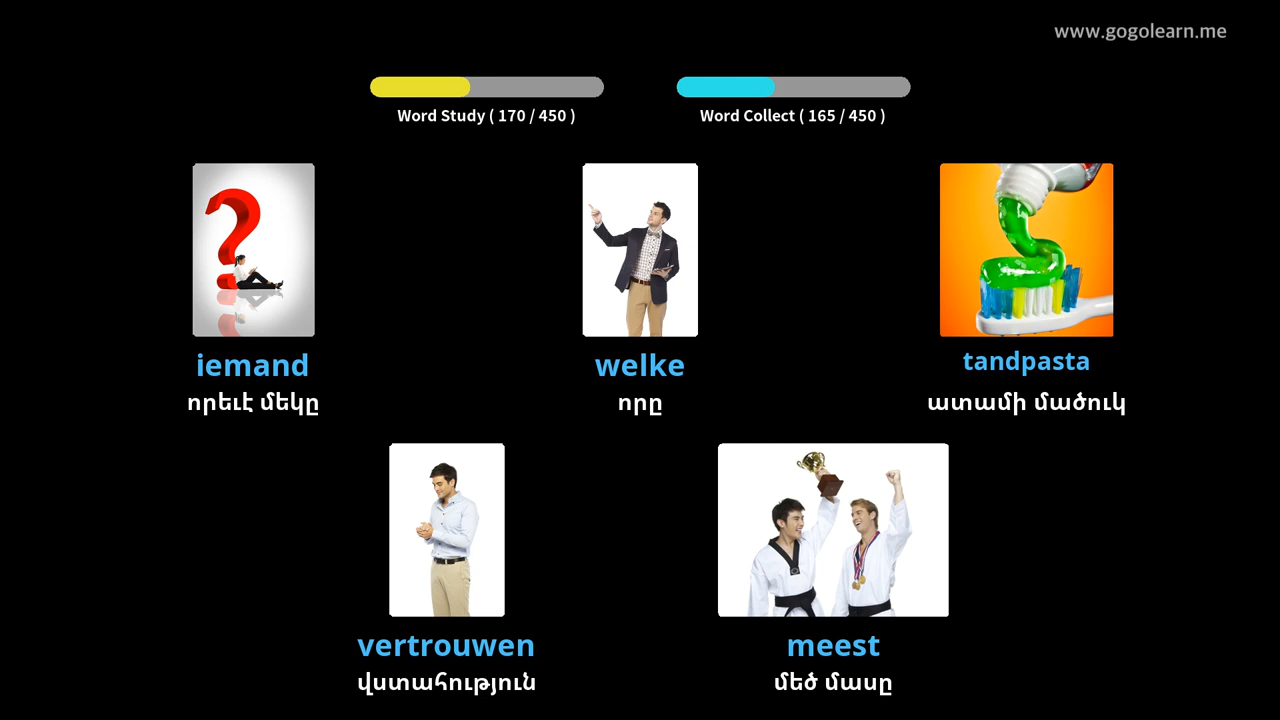 www.gogolearn.me
Word Study ( 170 / 450 )
Word Collect ( 165 / 450 )
iemand
որեւէ մեկը
welke
որը
tandpasta
ատամի մածուկ
vertrouwen
վստահություն
meest
մեծ մասը